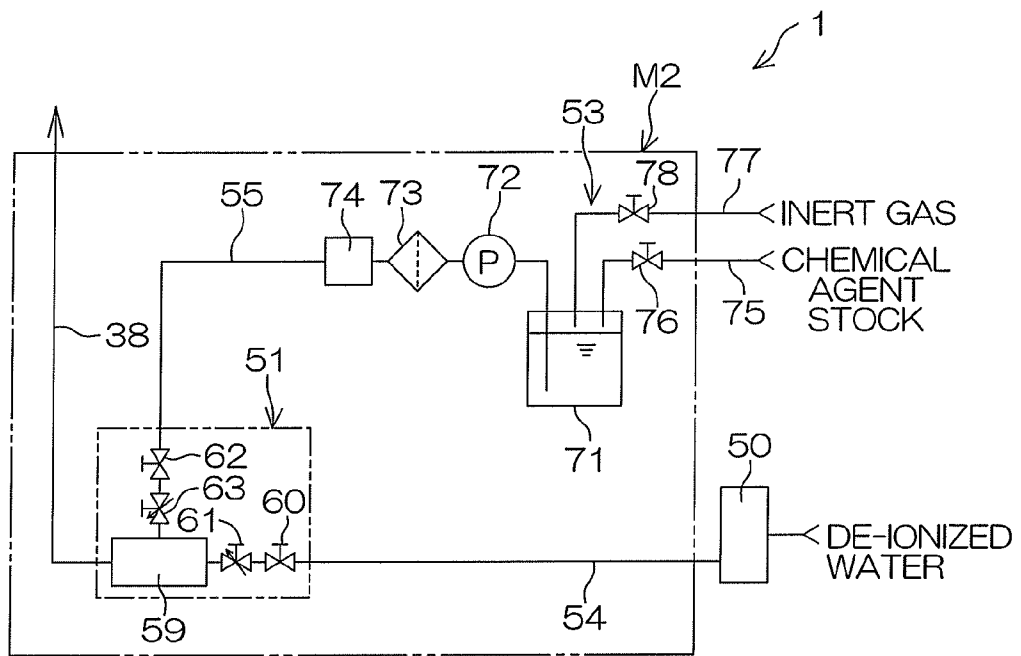 1
M2
53
72
78
77
73
74
55
INERT GAS
P
CHEMICAL
AGENT
STOCK
76
75
38
51
71
62
50
63
60
61
DE-IONIZED
WATER
54
59